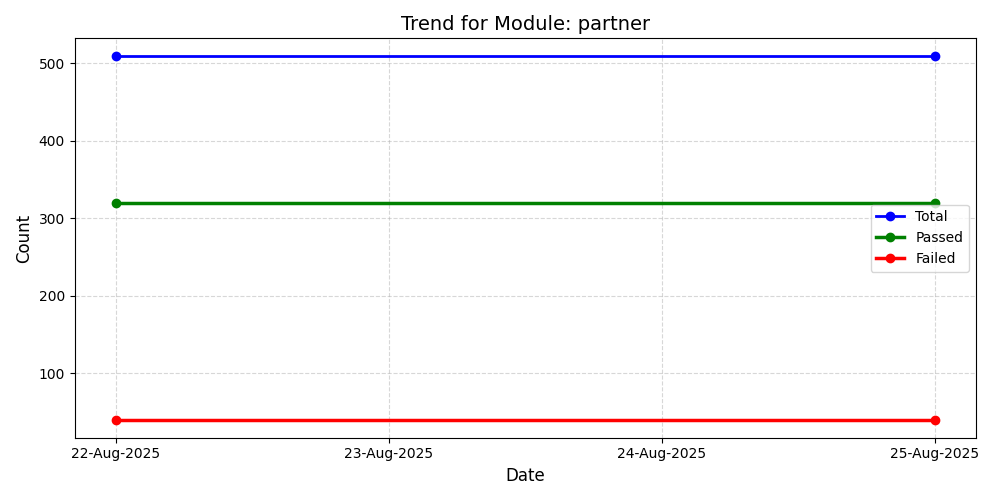 Trend for Module: partner
Count
500
400
300
200
100
Total
Passed
Failed
22-Aug-2025
23-Aug-2025
24-Aug-2025
25-Aug-2025
Date